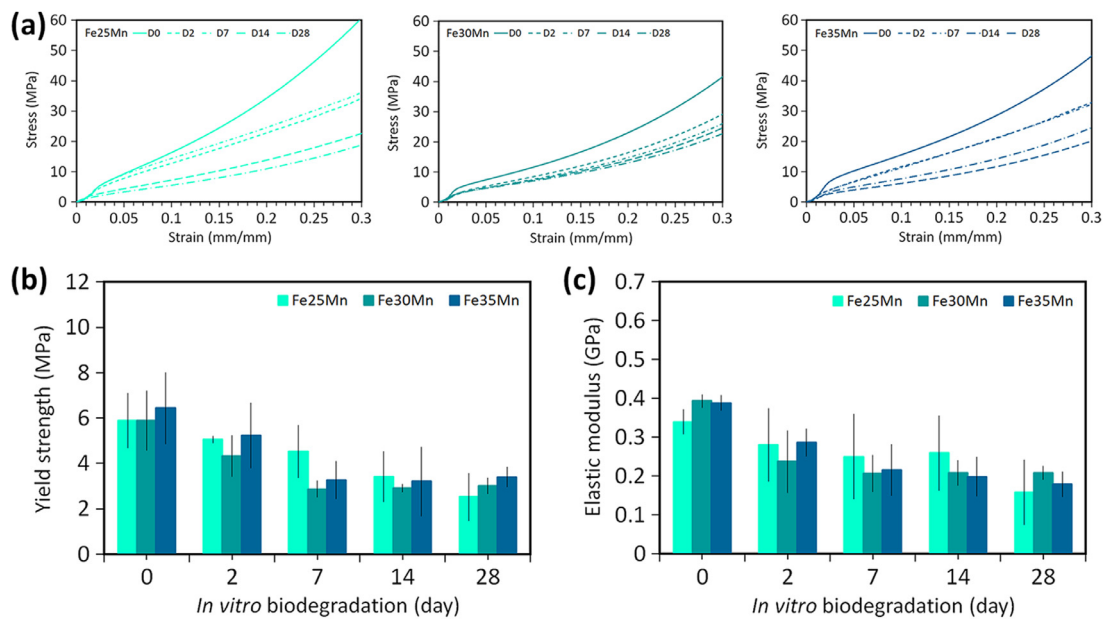 (a)
Fe25Mn D0 D2 D7 D14 D28
60
50
40
30
20
10
0
Stress (MPa)
0 0.05 0.1 0.15 0.2 0.25 0.3
Strain (mm/mm)
Fe30Mn D0 D2 D7 D14 D28
60
50
40
30
20
10
0
Stress (MPa)
0 0.05 0.1 0.15 0.2 0.25 0.3
Strain (mm/mm)
Fe35Mn D0 D2 D7 D14 D28
60
50
40
30
20
10
0
Stress (MPa)
0 0.05 0.1 0.15 0.2 0.25 0.3
Strain (mm/mm)
(b)
Fe25Mn Fe30Mn Fe35Mn
12
10
8
6
4
2
0
Yield strength (MPa)
0 2 7 14 28
In vitro biodegradation (day)
(c)
Fe25Mn Fe30Mn Fe35Mn
0.7
0.6
0.5
0.4
0.3
0.2
0.1
0
Elastic modulus (GPa)
0 2 7 14 28
In vitro biodegradation (day)